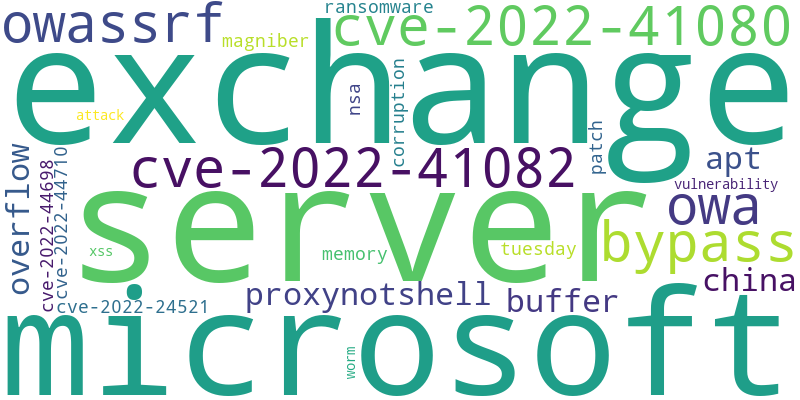 ransomware
owassrf
cve-2022-41080
magniber
exchange
attack
nsa
corruption
patch
cve-2022-41082
apt
vulnerability
overflow
cve-2022-44698
cve-2022-44710
server
owa
xss
memory
tuesday
bypass
china
proxynotshell
buffer
cve-2022-24521
microsoft
worm